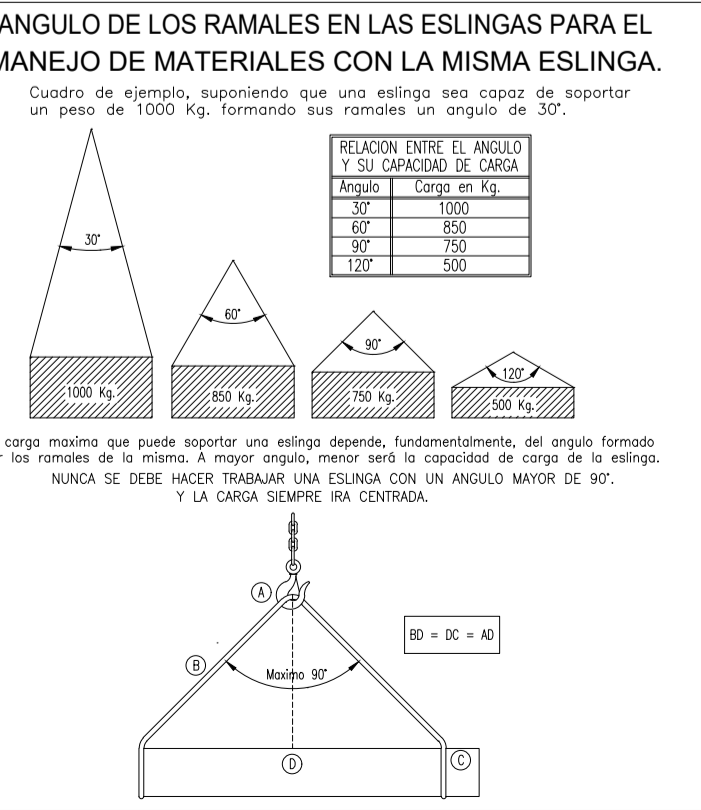 ANGULO DE LOS RAMALES EN LAS ESLINGAS PARA EL
MANEJO DE MATERIALES CON LA MISMA ESLINGA.
Cuadro de ejemplo, suponiendo que una eslinga sea capaz de soportar
un peso de 1000 Kg. formando sus ramales un angulo de 30°.
RELACION ENTRE EL ANGULO
Y SU CAPACIDAD DE CARGA
Angulo Carga en Kg.
30° 1000
60° 850
90° 750
120° 500
30°
60°
90°
120°
1000 Kg.
850 Kg.
750 Kg.
500 Kg.
carga maxima que puede soportar una eslinga depende, fundamentalmente, del angulo formado
r los ramales de la misma. A mayor angulo, menor será la capacidad de carga de la eslinga.
NUNCA SE DEBE HACER TRABAJAR UNA ESLINGA CON UN ANGULO MAYOR DE 90°.
Y LA CARGA SIEMPRE IRA CENTRADA.
A
BD = DC = AD
B
Maximo 90°
D
C